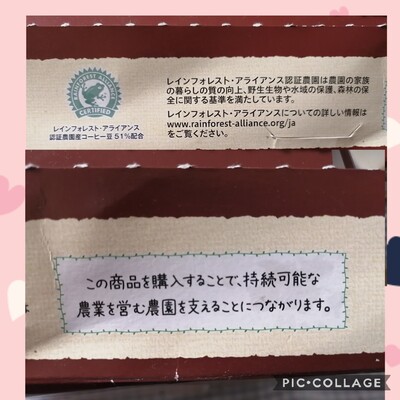 RAINFOREST ALLIANCE
CERTIFIED
レインフォレスト・アライアンス
認証農園産コーヒー豆 51%配合
レインフォレスト・アライアンス認証農園は農園の家族
の暮らしの質の向上、野生生物や水域の保護、森林の保
全に関する基準を満たしています。
レインフォレスト・アライアンスについての詳しい情報は
www.rainforest-alliance.org/ja
をご覧ください。
この商品を購入することで、持続可能な
農業を営む農園を支えることにつながります。
PIC•COLLAGE